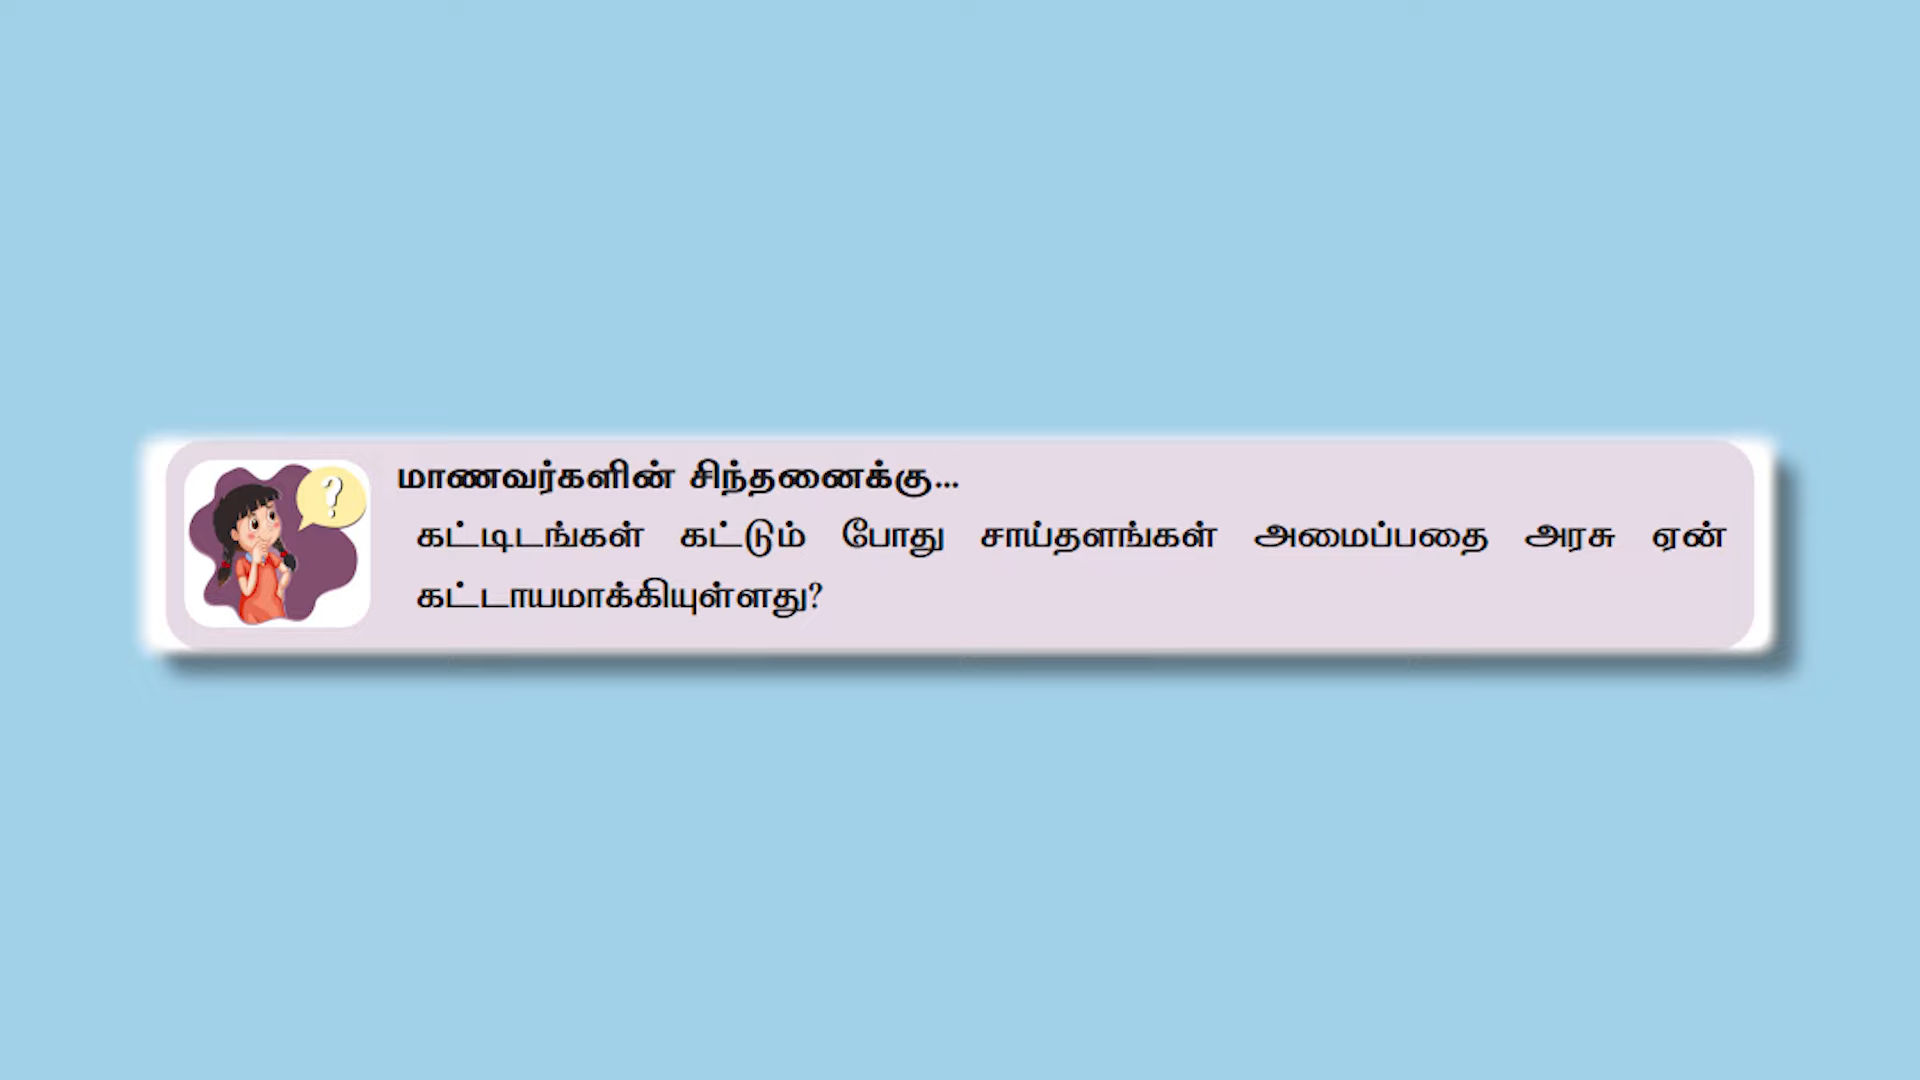 ?
மாணவர்களின் சிந்தனைக்கு...
கட்டிடங்கள் கட்டும் போது சாய்தளங்கள் அமைப்பதை அரசு ஏன்
கட்டாயமாக்கியுள்ளது?